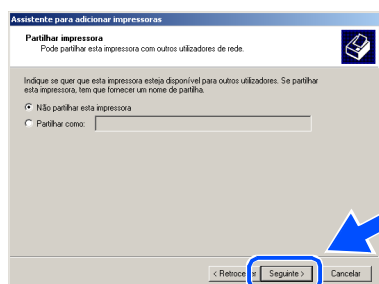 Assistente para adicionar impressoras
Partilhar impressora
Pode partilhar esta impressora com outros utilizadores de rede.
Indique se quer que esta impressora esteja disponível para outros utilizadores. Se partilhar
esta impressora, tem que fornecer um nome de partilha.
Não partilhar esta impressora
Partilhar como:
< Retroceder Seguinte > Cancelar